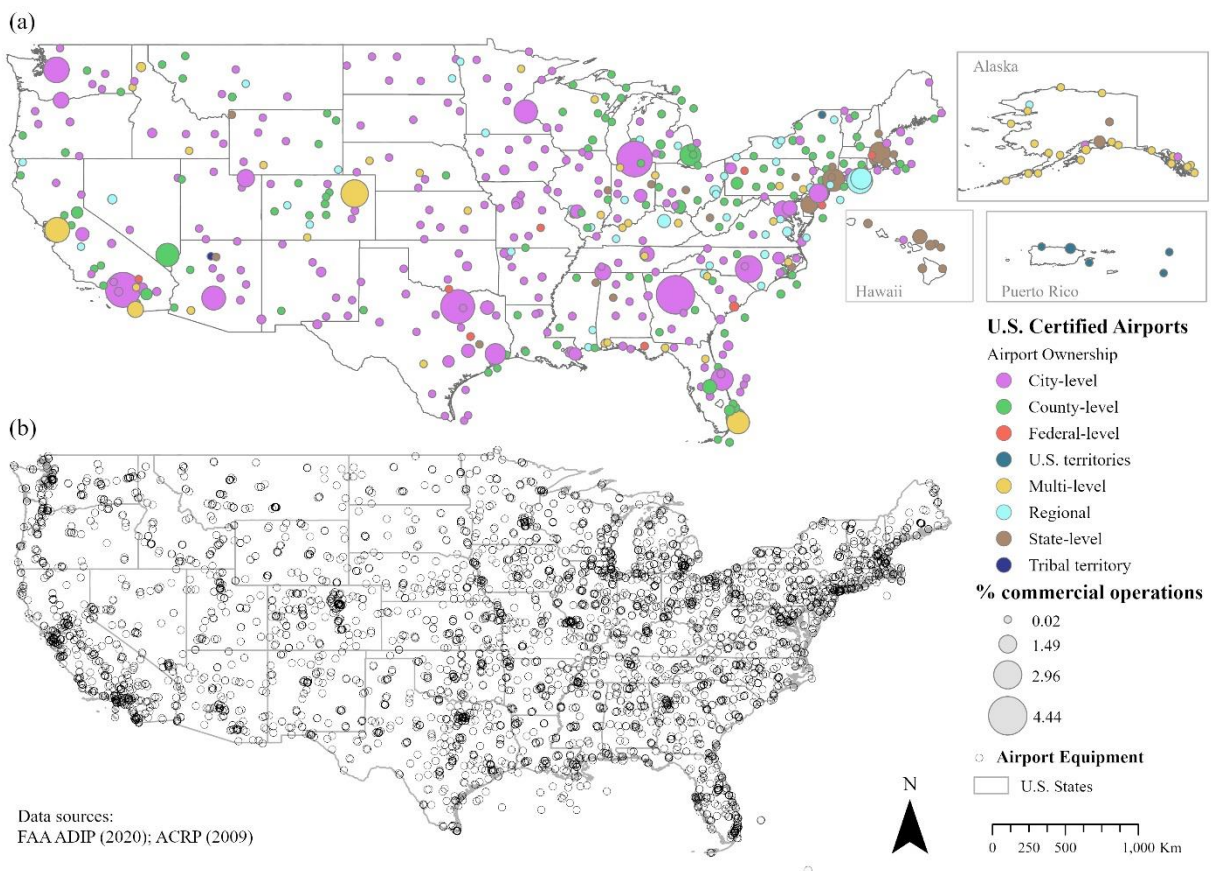 (a)
Alaska
Hawaii
Puerto Rico
U.S. Certified Airports
Airport Ownership
City-level
County-level
Federal-level
U.S. territories
Multi-level
Regional
State-level
Tribal territory
% commercial operations
0.02
1.49
2.96
4.44
Airport Equipment
U.S. States
(b)
Data sources:
FAA ADIP (2020); ACRP (2009)
N
0 250 500 1,000 Km